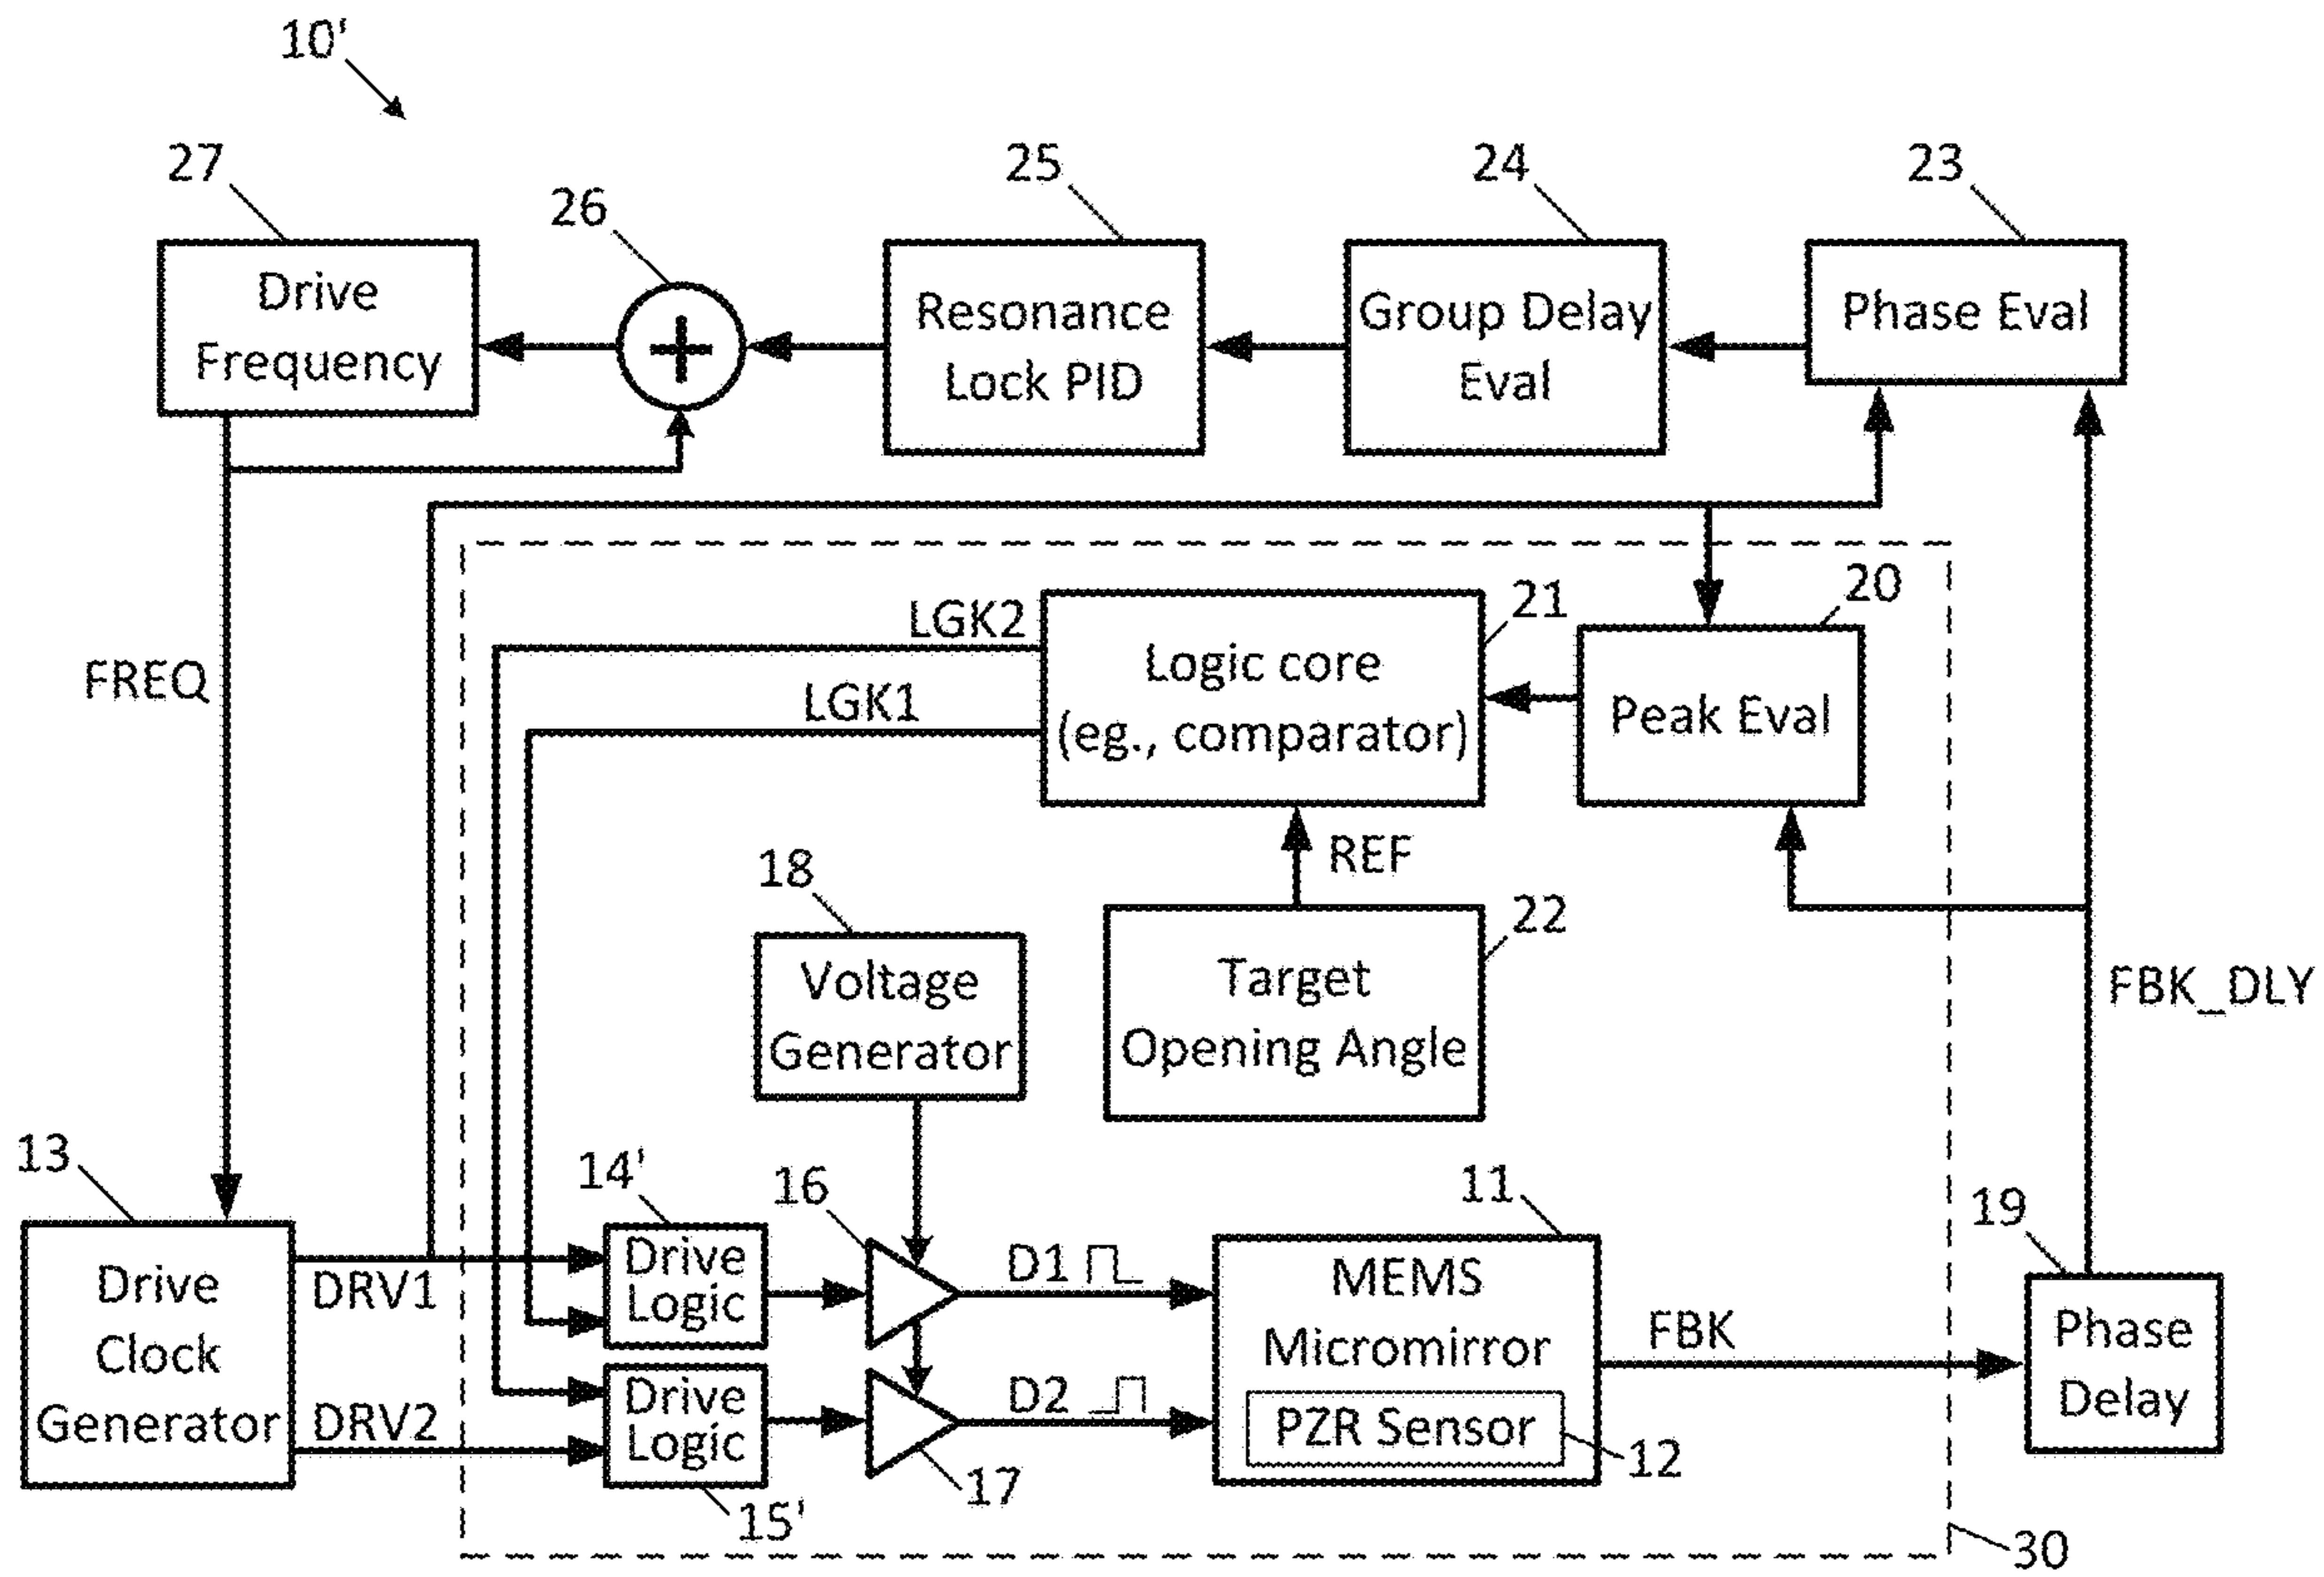 10'
27
26
25
24
23
Drive
Frequency
+
Resonance
Lock PID
Group Delay
Eval
Phase Eval
FREQ
LGK2
LGK1
Logic core
(eg., comparator)
21
20
Peak Eval
REF
18
Voltage
Generator
22
Target
Opening Angle
FBK_DLY
13
Drive
Clock
Generator
DRV1
DRV2
14'
Drive
Logic
Drive
Logic
15'
16
17
D1
D2
11
MEMS
Micromirror
PZR Sensor
12
FBK
19
Phase
Delay
30